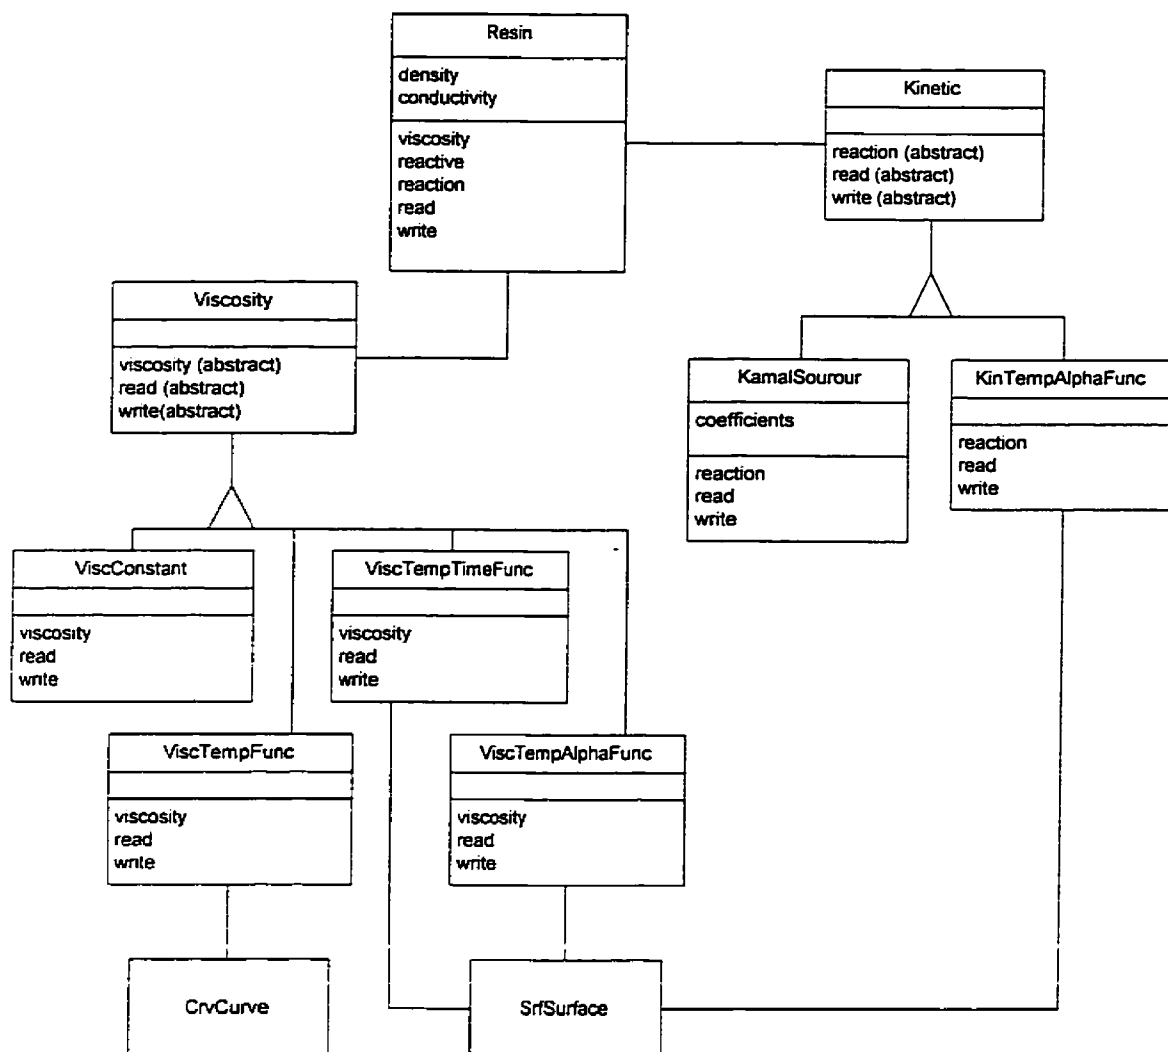 Resin
density
conductivity
viscosity
reactive
reaction
read
write
Kinetic
reaction (abstract)
read (abstract)
write (abstract)
Viscosity
viscosity (abstract)
read (abstract)
write(abstract)
KamalSourour
coefficients
reaction
read
write
KinTempAlphaFunc
reaction
read
write
ViscConstant
viscosity
read
write
ViscTempTimeFunc
viscosity
read
write
ViscTempFunc
viscosity
read
write
ViscTempAlphaFunc
viscosity
read
write
CrvCurve
SrfSurface